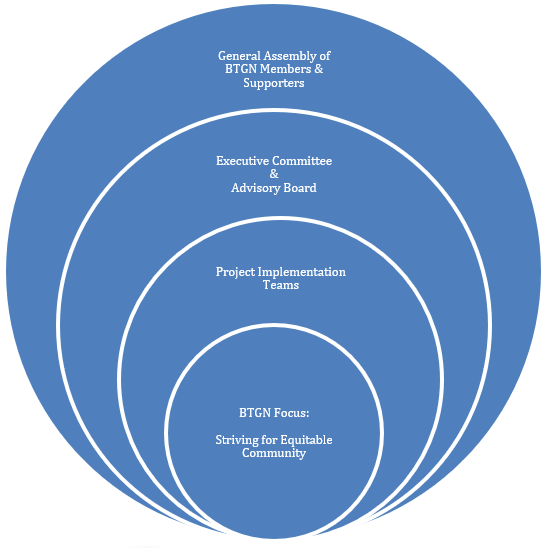 General Assembly of
BTGN Members &
Supporters
Executive Committee
&
Advisory Board
Project Implementation
Teams
BTGN Focus:
Striving for Equitable
Community